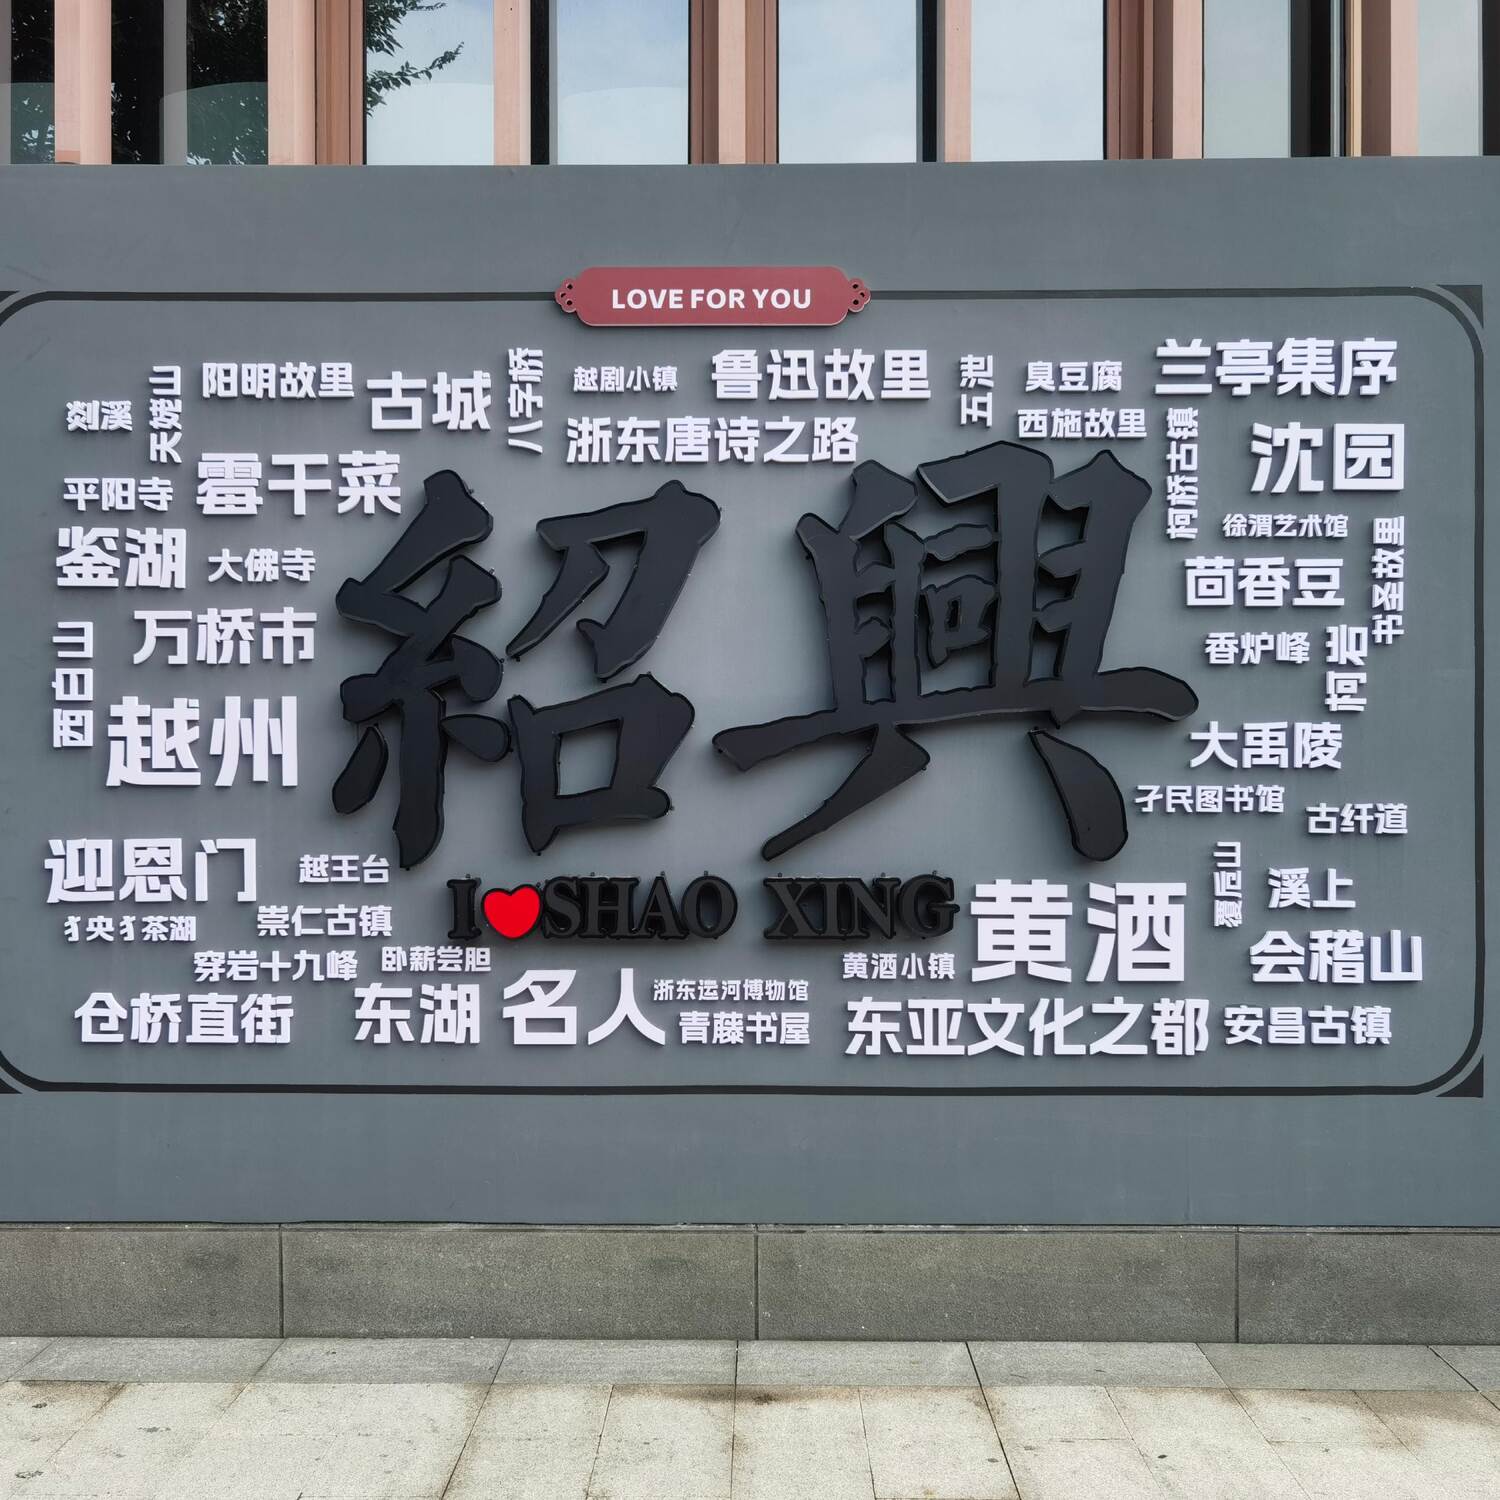 LOVE FOR YOU
剡溪
天姥山
阳明故里
古城
八字桥
越剧小镇
鲁迅故里
五泄
臭豆腐
兰亭集序
浙东唐诗之路
西施故里
柯桥古镇
沈园
平阳寺
霉干菜
徐渭艺术馆
书圣故里
鉴湖
大佛寺
茴香豆
万桥市
香炉峰
柯岩
西白山
越州
紹興
大禹陵
孑民图书馆
古纤道
迎恩门
越王台
I❤SHAO XING
黄酒
覆卮山
溪上
犭央犭茶湖
崇仁古镇
会稽山
穿岩十九峰
卧薪尝胆
黄酒小镇
仓桥直街
东湖
名人
浙东运河博物馆
青藤书屋
东亚文化之都
安昌古镇